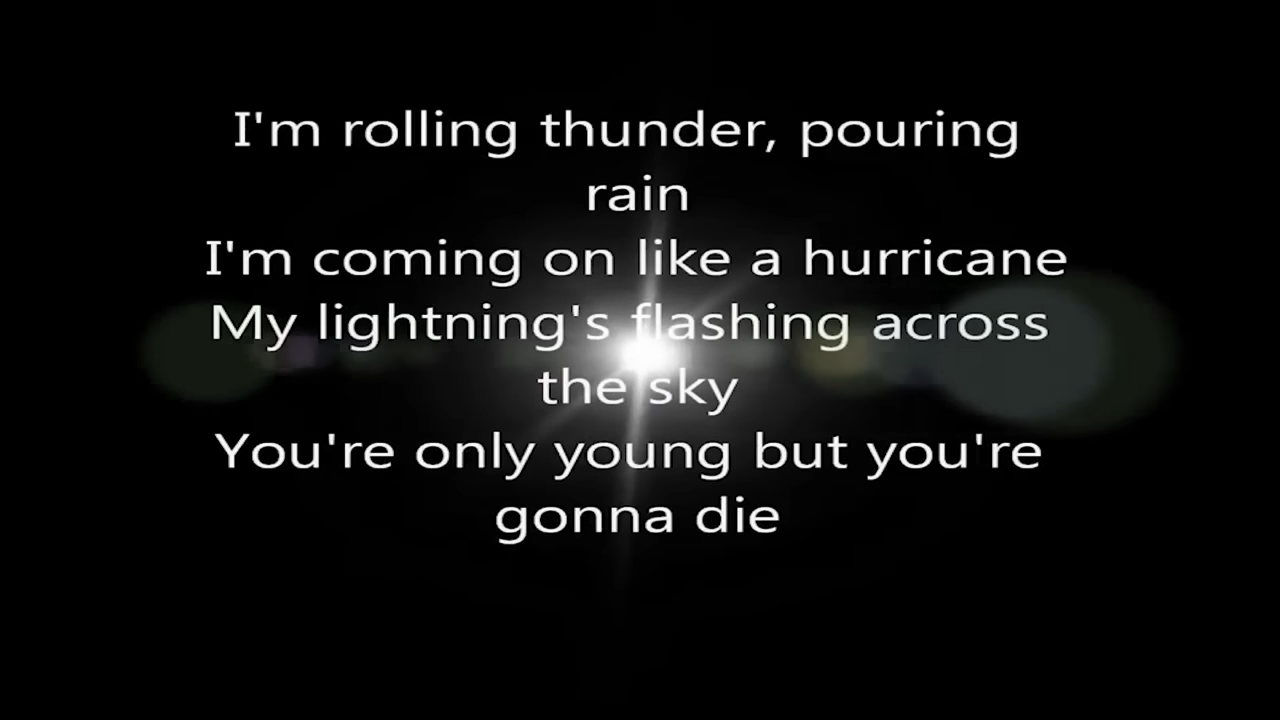 I'm rolling thunder, pouring
rain
I'm coming on like a hurricane
My lightning's flashing across
the sky
You're only young but you're
gonna die